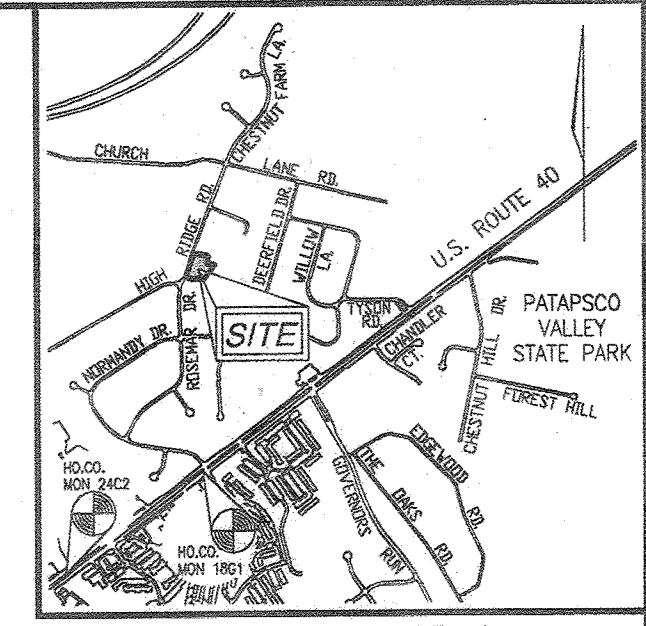 CHESTNUT FARM LA.
CHURCH
LANE RD.
RIDGE RD.
DEERFIELD DR.
WILLOW
LA.
U.S. ROUTE 40
HIGH
TYSON
RD.
CHANDLER
CT.
SITE
NORMANDY DR.
ROSEMAR DR.
CHESTNUT HILL DR.
PATAPSCO
VALLEY
STATE PARK
FOREST HILL
EDGEWOOD RD.
THE OAKS RD.
GOVERNORS RUN
HO.CO.
MON 24C2
HO.CO.
MON 18G1